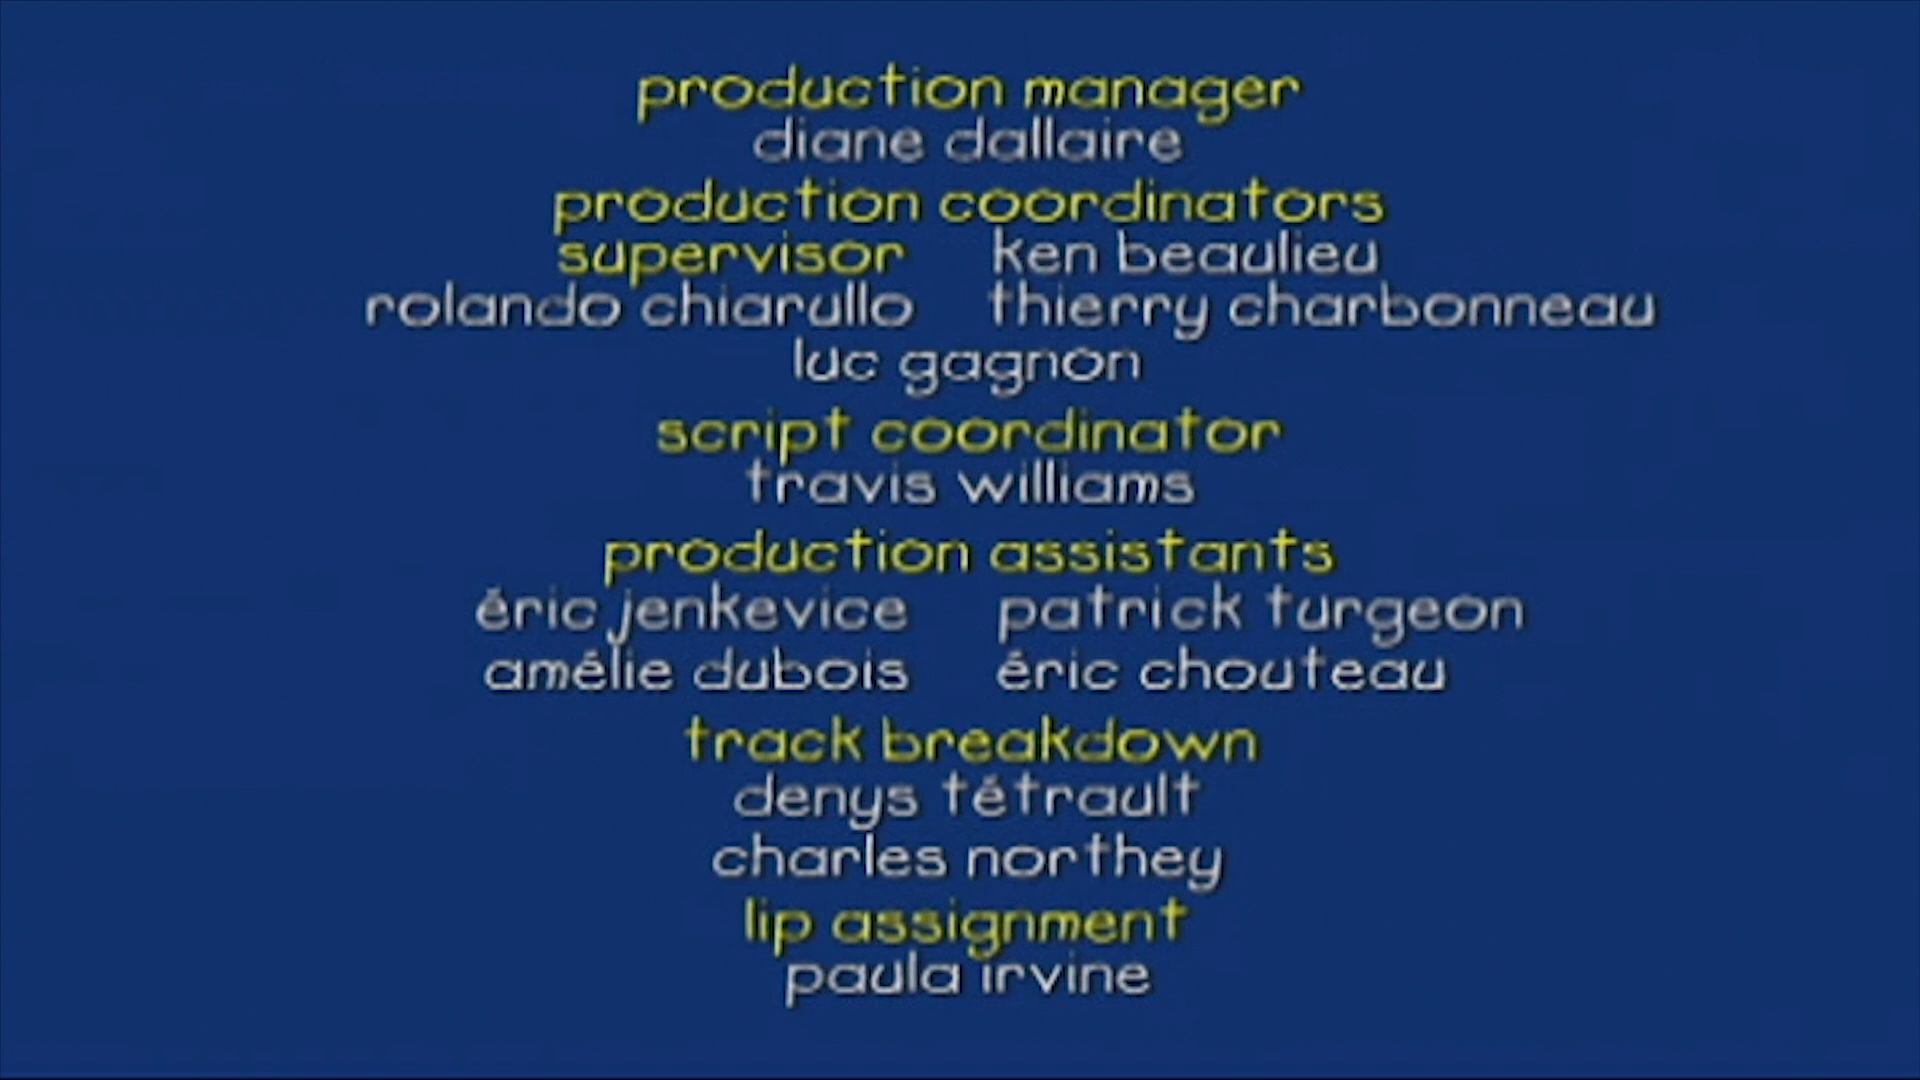 production manager
diane dallaire
production coordinators
supervisor ken beaulieu
rolando chiarullo thierry charbonneau
luc gagnon
script coordinator
travis williams
production assistants
éric jenkevice patrick turgeon
amélie dubois éric chouteau
track breakdown
denys tétrault
charles northey
lip assignment
paula irvine